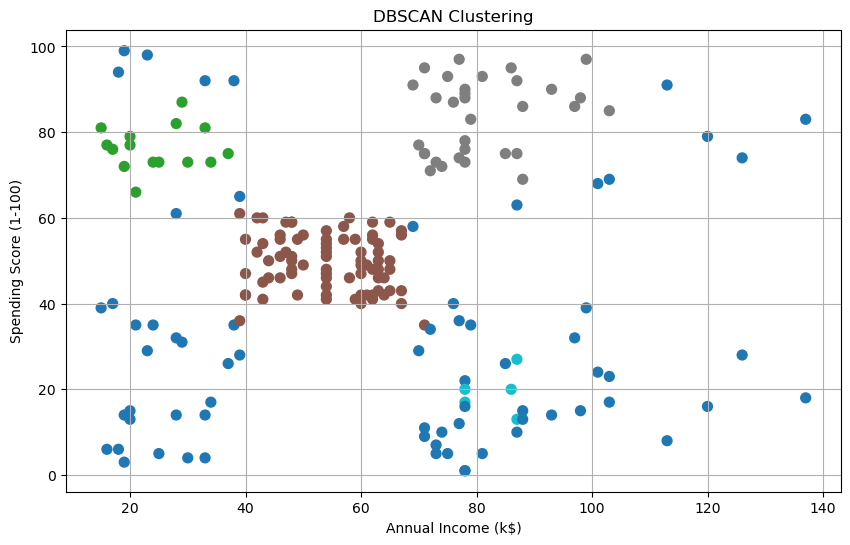 DBSCAN Clustering
100
80
60
40
20
0
Spending Score (1-100)
20 40 60 80 100 120 140
Annual Income (k$)